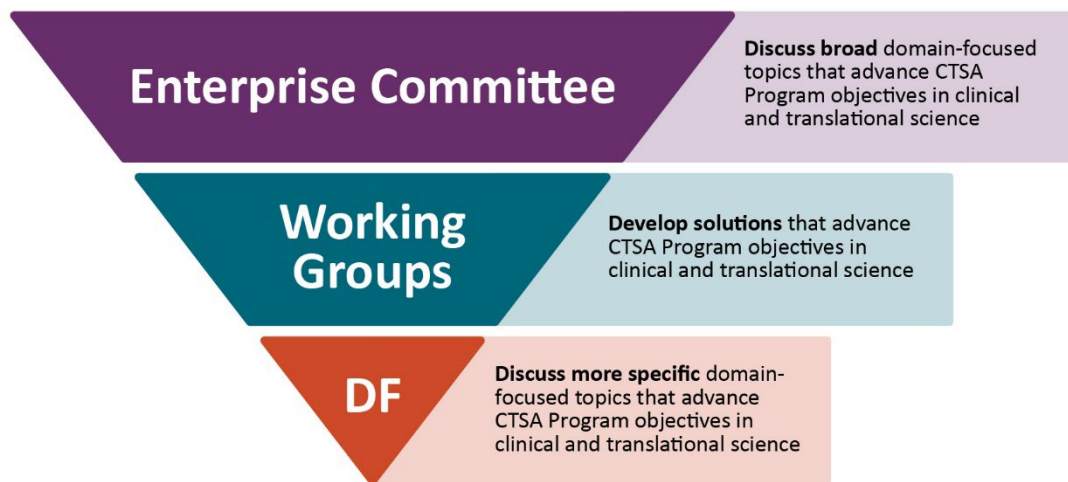 Enterprise Committee
Discuss broad domain-focused
topics that advance CTSA
Program objectives in clinical
and translational science
Working
Groups
Develop solutions that advance
CTSA Program objectives in
clinical and translational science
DF
Discuss more specific domain-
focused topics that advance
CTSA Program objectives in
clinical and translational science